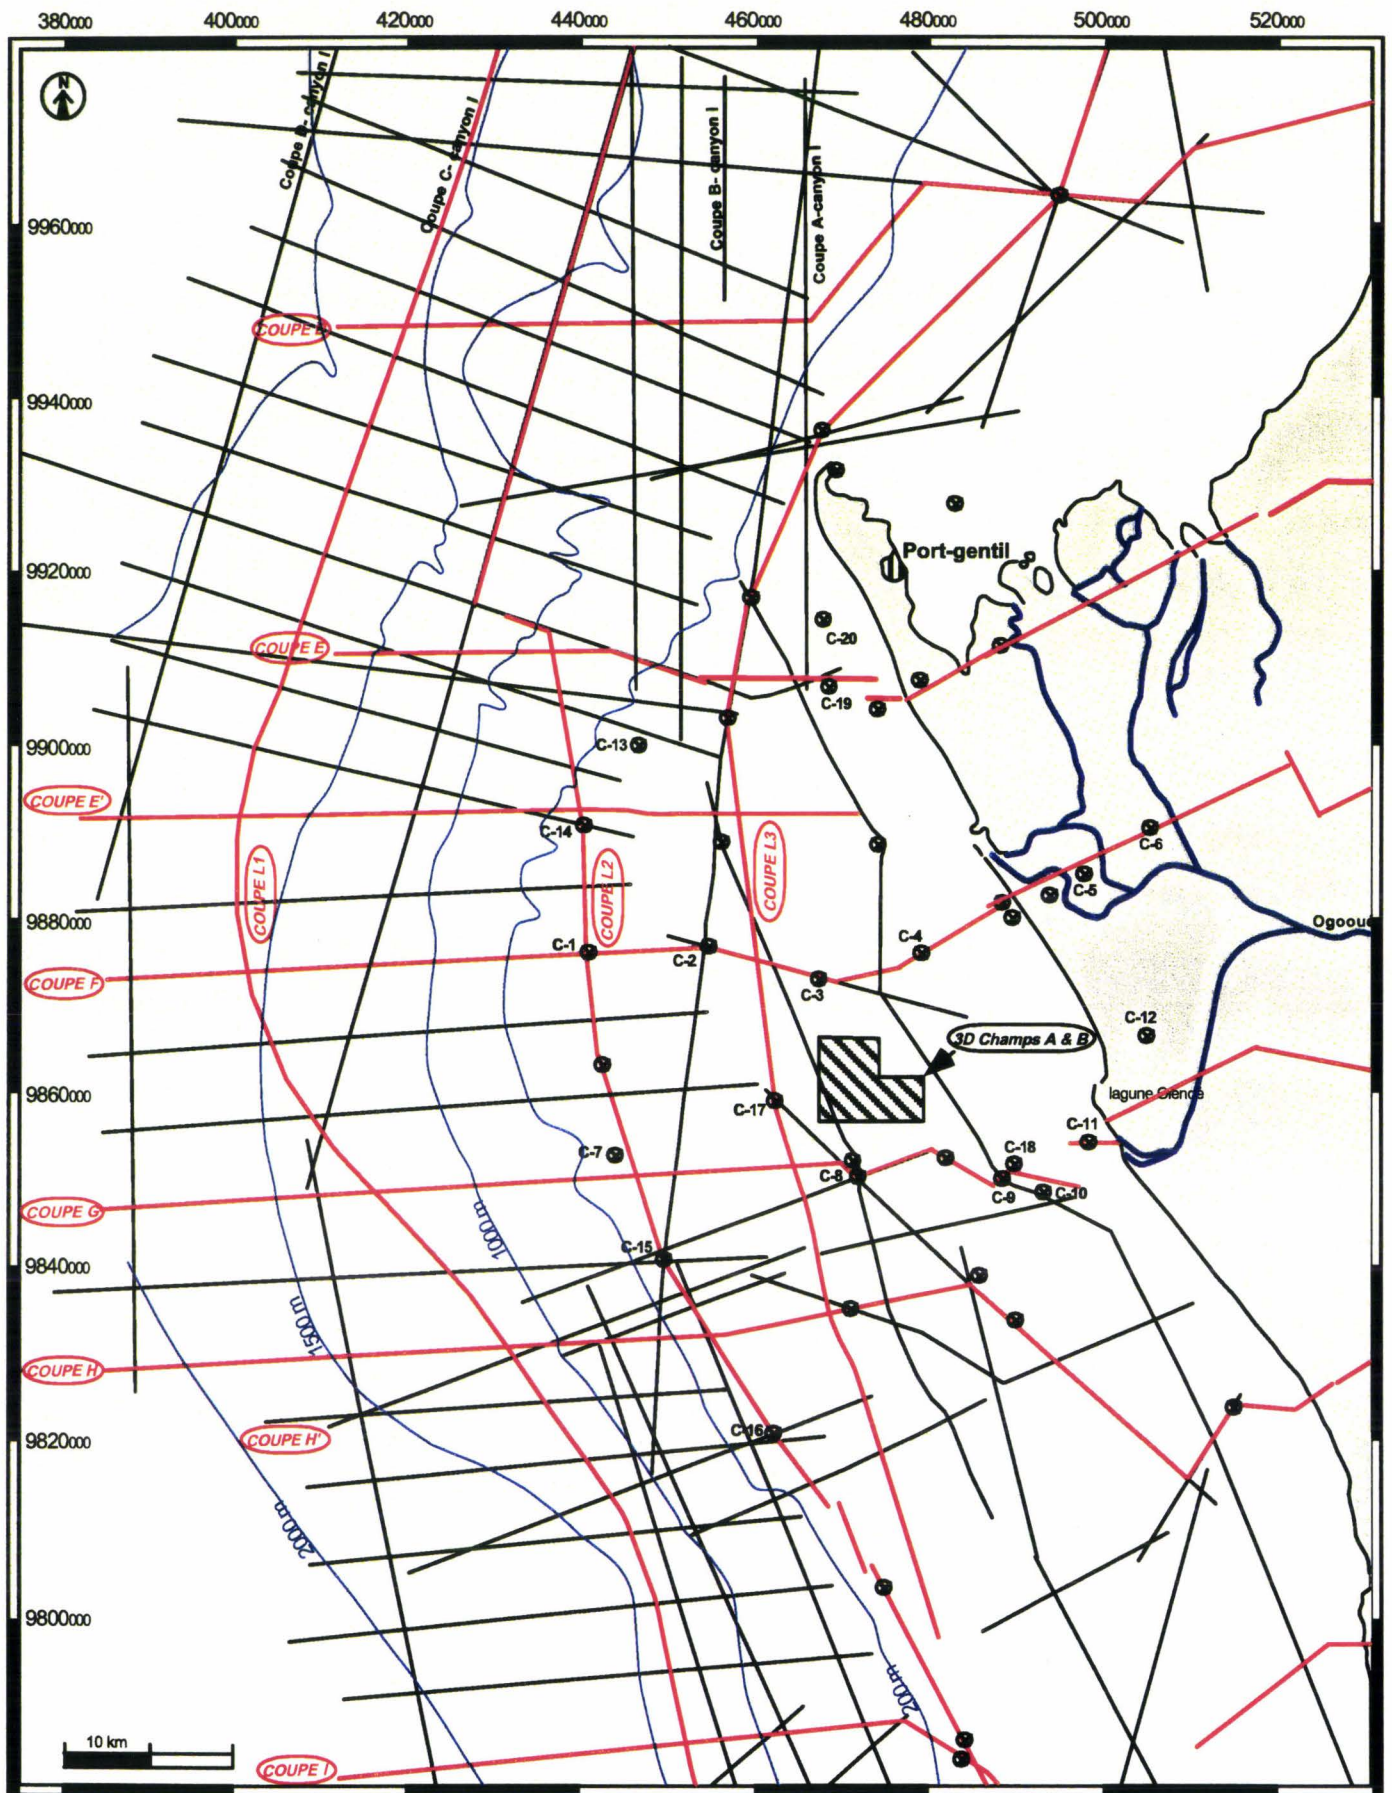 380000 400000 420000 440000 460000 480000 500000 520000
N
Coupe D- canyon I
Coupe C- canyon I
Coupe B- canyon I
Coupe A-canyon I
9960000
COUPE
9940000
Port-gentil
9920000
C-20
COUPE E
C-19
9900000
C-13
COUPE E'
C-14
C-6
COUPE L1
COUPE L2
COUPE L3
C-5
9880000
Ogooué
C-1
C-2
C-4
COUPE F
C-3
C-12
3D Champs A & B
9860000
lagune
C-17
C-11
C-7
C-18
C-8
C-9
C-10
COUPE G
1000 m
C-15
9840000
1500 m
COUPE H
C-16
9820000
COUPE H'
2000 m
9800000
200 m
10 km
COUPE I